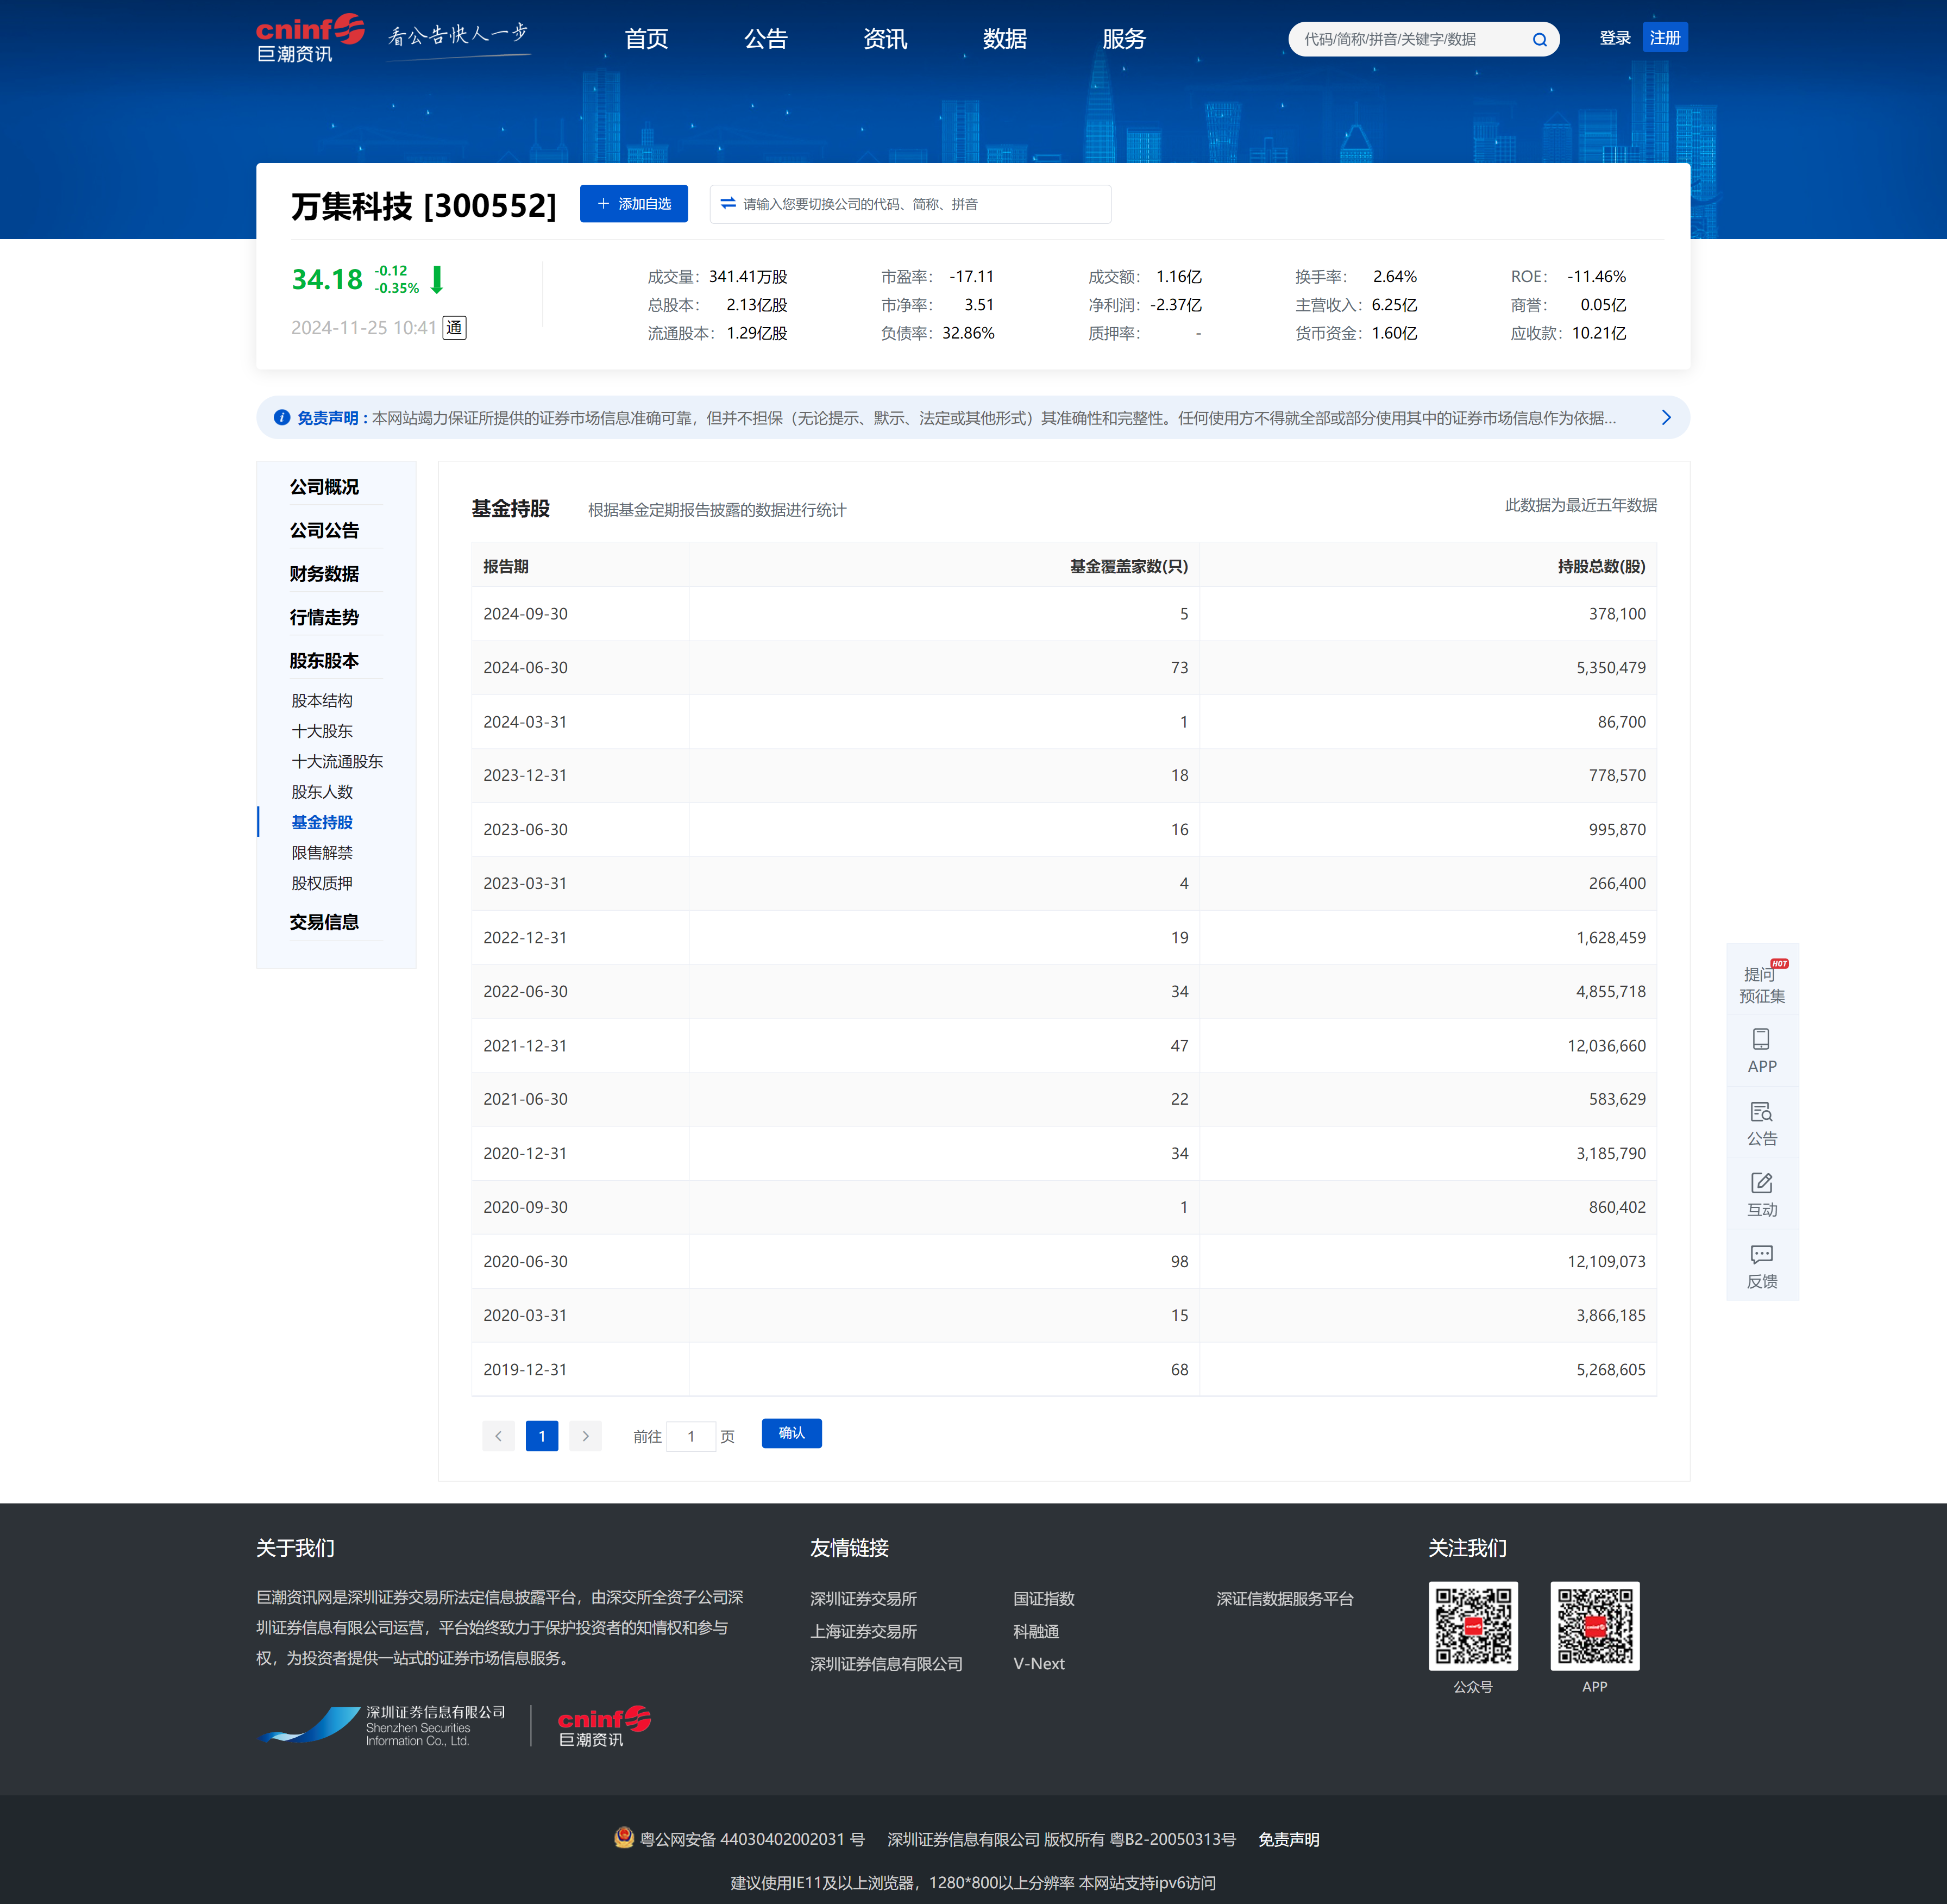 cninf
巨潮资讯
看公告快人一步
首页 公告 资讯 数据 服务
代码/简称/拼音/关键字/数据
登录 注册
万集科技 [300552]
添加自选
请输入您要切换公司的代码、简称、拼音
34.18 -0.12 -0.35%
2024-11-25 10:41 通
成交量: 341.41万股 市盈率: -17.11 成交额: 1.16亿 换手率: 2.64% ROE: -11.46%
总股本: 2.13亿股 市净率: 3.51 净利润: -2.37亿 主营收入: 6.25亿 商誉: 0.05亿
流通股本: 1.29亿股 负债率: 32.86% 质押率: - 货币资金: 1.60亿 应收款: 10.21亿
免责声明：本网站竭力保证所提供的证券市场信息准确可靠，但并不担保（无论提示、默示、法定或其他形式）其准确性和完整性。任何使用方不得就全部或部分使用其中的证券市场信息作为依据...
公司概况
公司公告
财务数据
行情走势
股东股本
股本结构
十大股东
十大流通股东
股东人数
基金持股
限售解禁
股权质押
交易信息
基金持股 根据基金定期报告披露的数据进行统计 此数据为最近五年数据
报告期 基金覆盖家数(只) 持股总数(股)
2024-09-30 5 378,100
2024-06-30 73 5,350,479
2024-03-31 1 86,700
2023-12-31 18 778,570
2023-06-30 16 995,870
2023-03-31 4 266,400
2022-12-31 19 1,628,459
2022-06-30 34 4,855,718
2021-12-31 47 12,036,660
2021-06-30 22 583,629
2020-12-31 34 3,185,790
2020-09-30 1 860,402
2020-06-30 98 12,109,073
2020-03-31 15 3,866,185
2019-12-31 68 5,268,605
1 前往 1 页 确认
HOT
提问
预征集
APP
公告
互动
反馈
关于我们
巨潮资讯网是深圳证券交易所法定信息披露平台，由深交所全资子公司深
圳证券信息有限公司运营，平台始终致力于保护投资者的知情权和参与
权，为投资者提供一站式的证券市场信息服务。
深圳证券信息有限公司
Shenzhen Securities
Information Co., Ltd.
cninf
巨潮资讯
友情链接
深圳证券交易所 国证指数 深证信数据服务平台
上海证券交易所 科融通
深圳证券信息有限公司 V-Next
关注我们
公众号 APP
粤公网安备 44030402002031 号 深圳证券信息有限公司 版权所有 粤B2-20050313号 免责声明
建议使用IE11及以上浏览器，1280*800以上分辨率 本网站支持ipv6访问